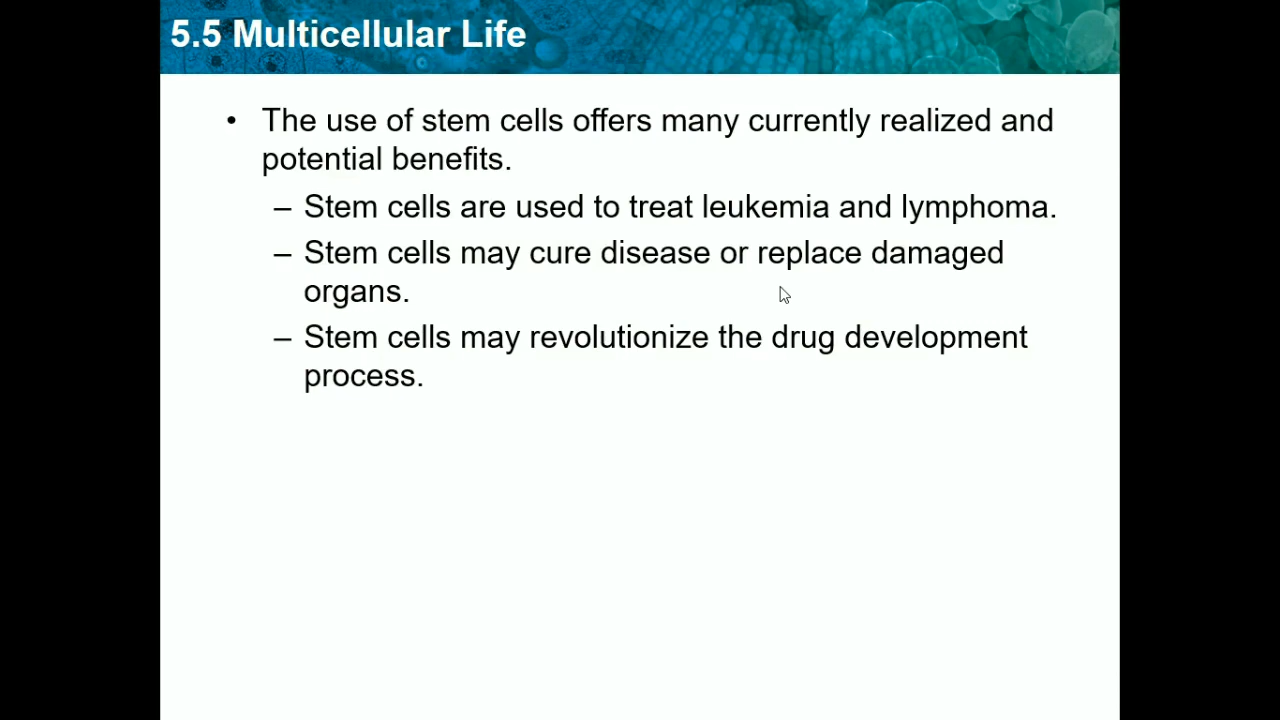 5.5 Multicellular Life
• The use of stem cells offers many currently realized and
potential benefits.
– Stem cells are used to treat leukemia and lymphoma.
– Stem cells may cure disease or replace damaged
organs.
– Stem cells may revolutionize the drug development
process.